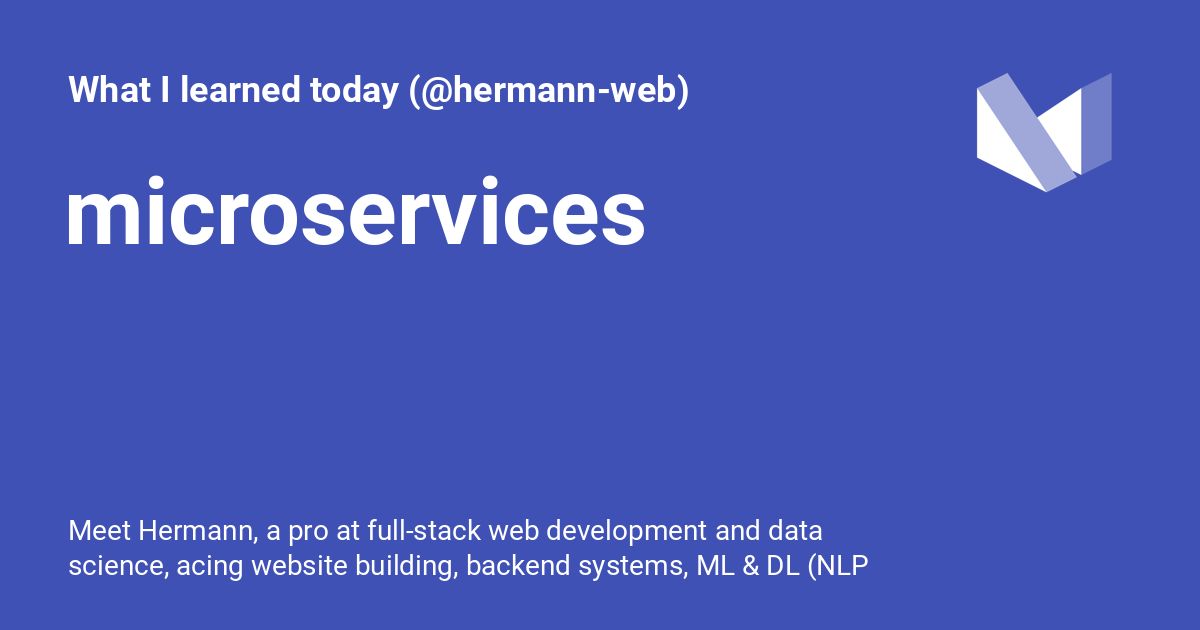 What I learned today (@hermann-web)
microservices
Meet Hermann, a pro at full-stack web development and data
science, acing website building, backend systems, ML & DL (NLP